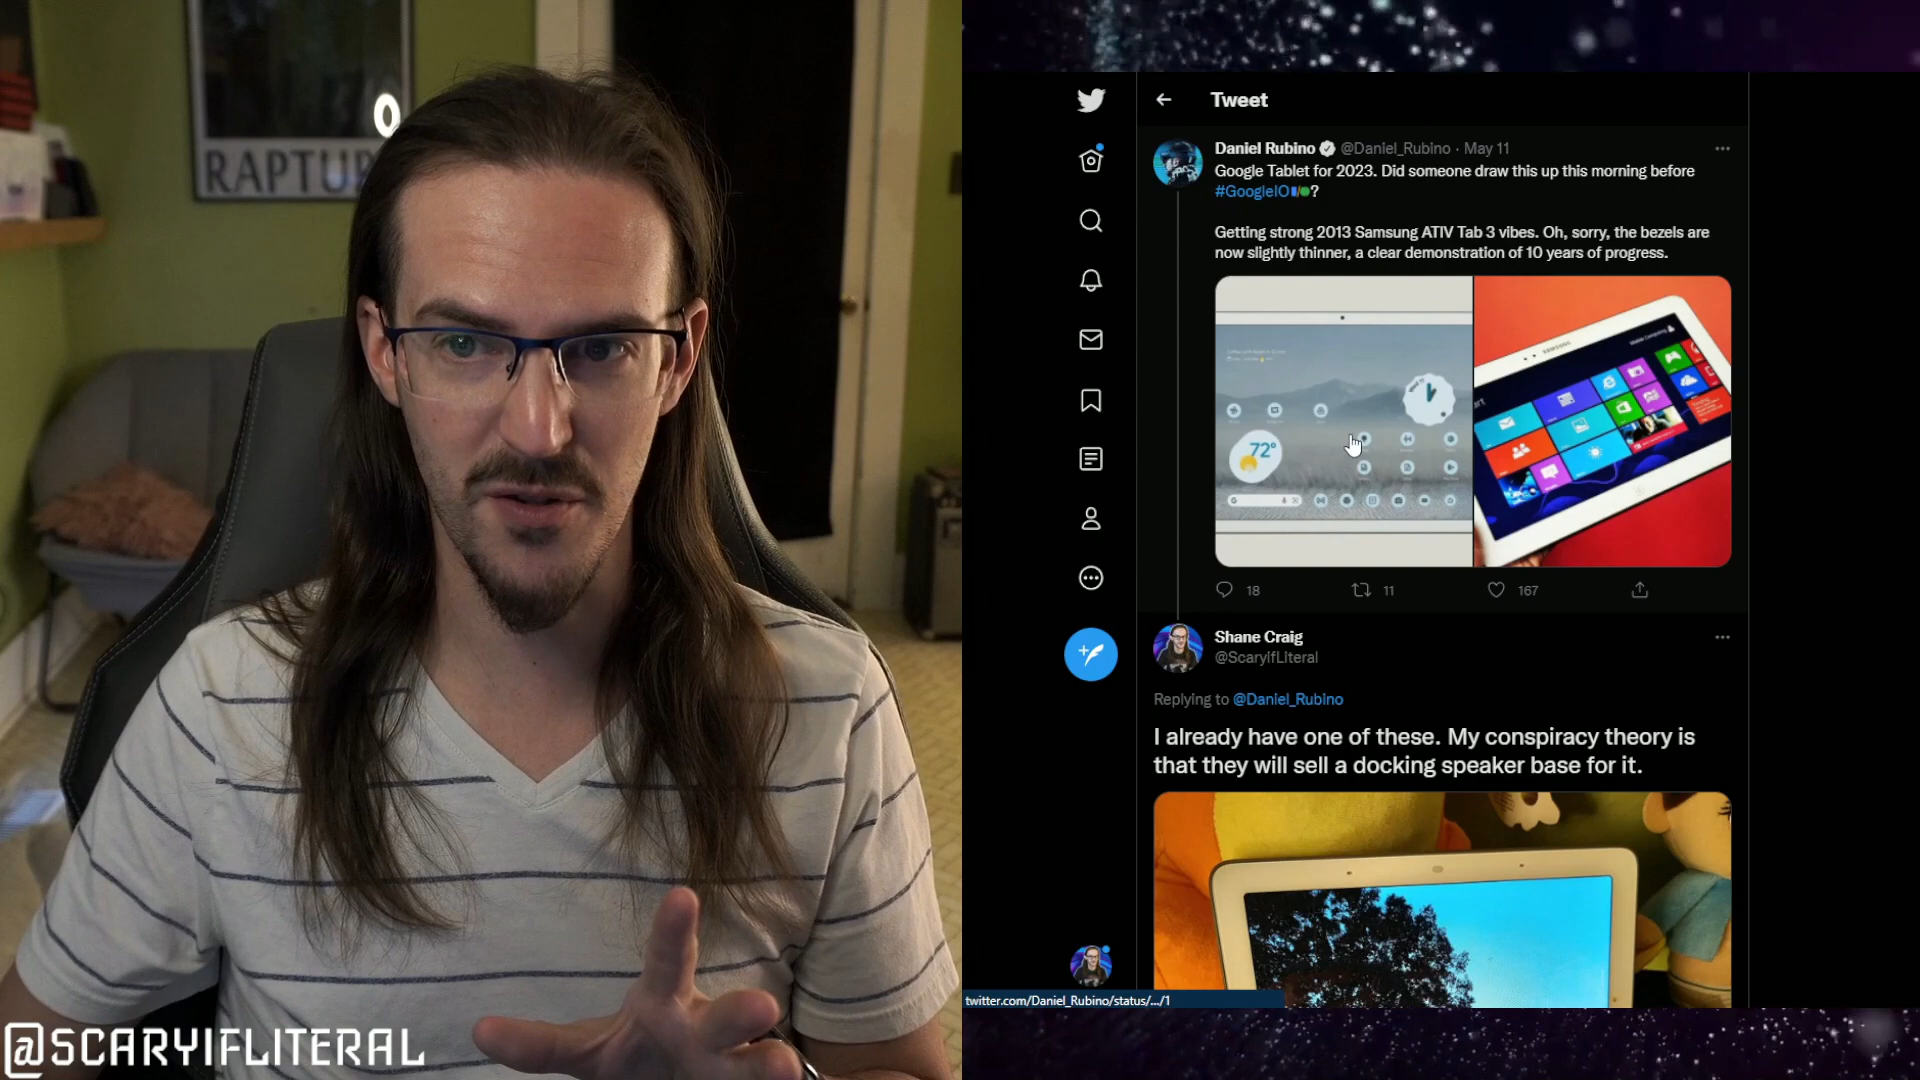 RAPTUR
@SCARYIFLITERAL
Tweet
Daniel Rubino @Daniel_Rubino · May 11
Google Tablet for 2023. Did someone draw this up this morning before
#GoogleIO?
Getting strong 2013 Samsung ATIV Tab 3 vibes. Oh, sorry, the bezels are
now slightly thinner, a clear demonstration of 10 years of progress.
72°
SAMSUNG
18
11
167
Shane Craig
@ScaryifLiteral
Replying to @Daniel_Rubino
I already have one of these. My conspiracy theory is
that they will sell a docking speaker base for it.
twitter.com/Daniel_Rubino/status/.../1